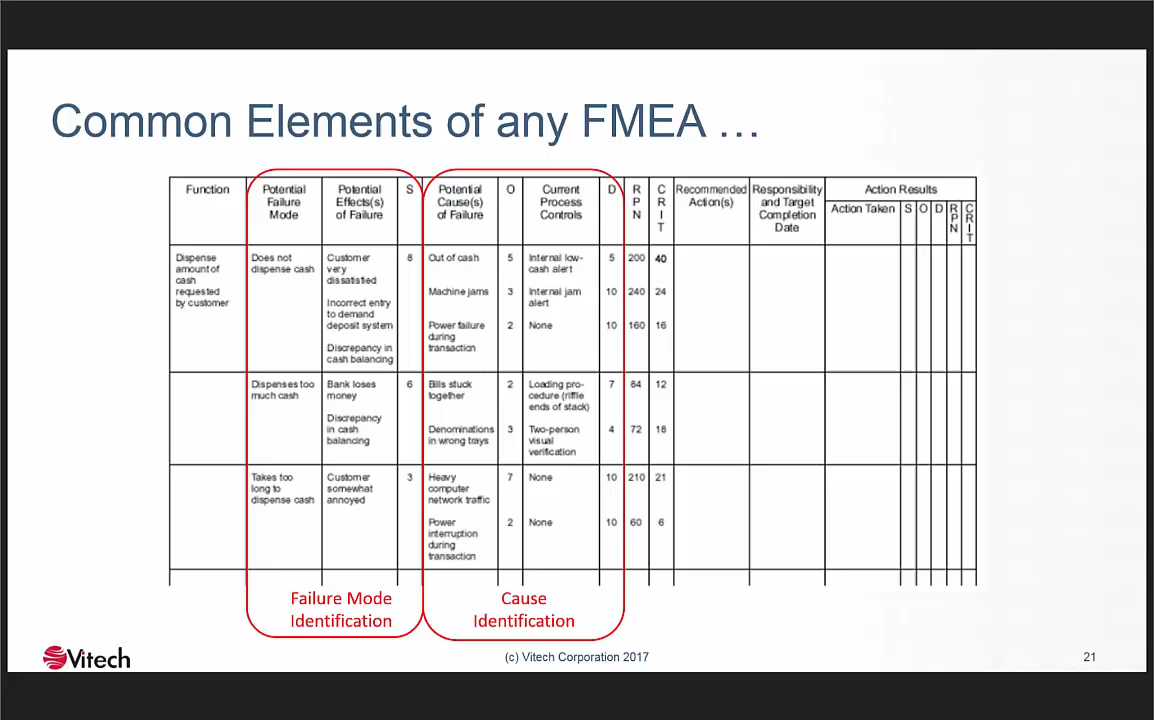 Common Elements of any FMEA …
Function
Potential
Failure
Mode
Potential
Effects(s)
of Failure
S
Potential
Cause(s)
of Failure
O
Current
Process
Controls
D
R
P
N
C
R
I
T
Recommended
Action(s)
Responsibility
and Target
Completion
Date
Action Results
Action Taken
S
O
D
R
P
N
C
R
I
T
Dispense
amount of
cash
requested
by customer
Does not
dispense cash
Customer
very
dissatisfied
Incorrect entry
to demand
deposit system
Discrepancy in
cash balancing
8
Out of cash
5
Internal low-
cash alert
5
200
40
Machine jams
3
Internal jam
alert
10
240
24
Power failure
during
transaction
2
None
10
160
16
Dispenses too
much cash
Bank loses
money
Discrepancy
in cash
balancing
6
Bills stuck
together
2
Loading pro-
cedure (riffle
ends of stack)
7
84
12
Denominations
in wrong trays
3
Two-person
visual
verification
4
72
18
Takes too
long to
dispense cash
Customer
somewhat
annoyed
3
Heavy
computer
network traffic
7
None
10
210
21
Power
interruption
during
transaction
2
None
10
60
6
Failure Mode
Identification
Cause
Identification
Vitech
(c) Vitech Corporation 2017
21